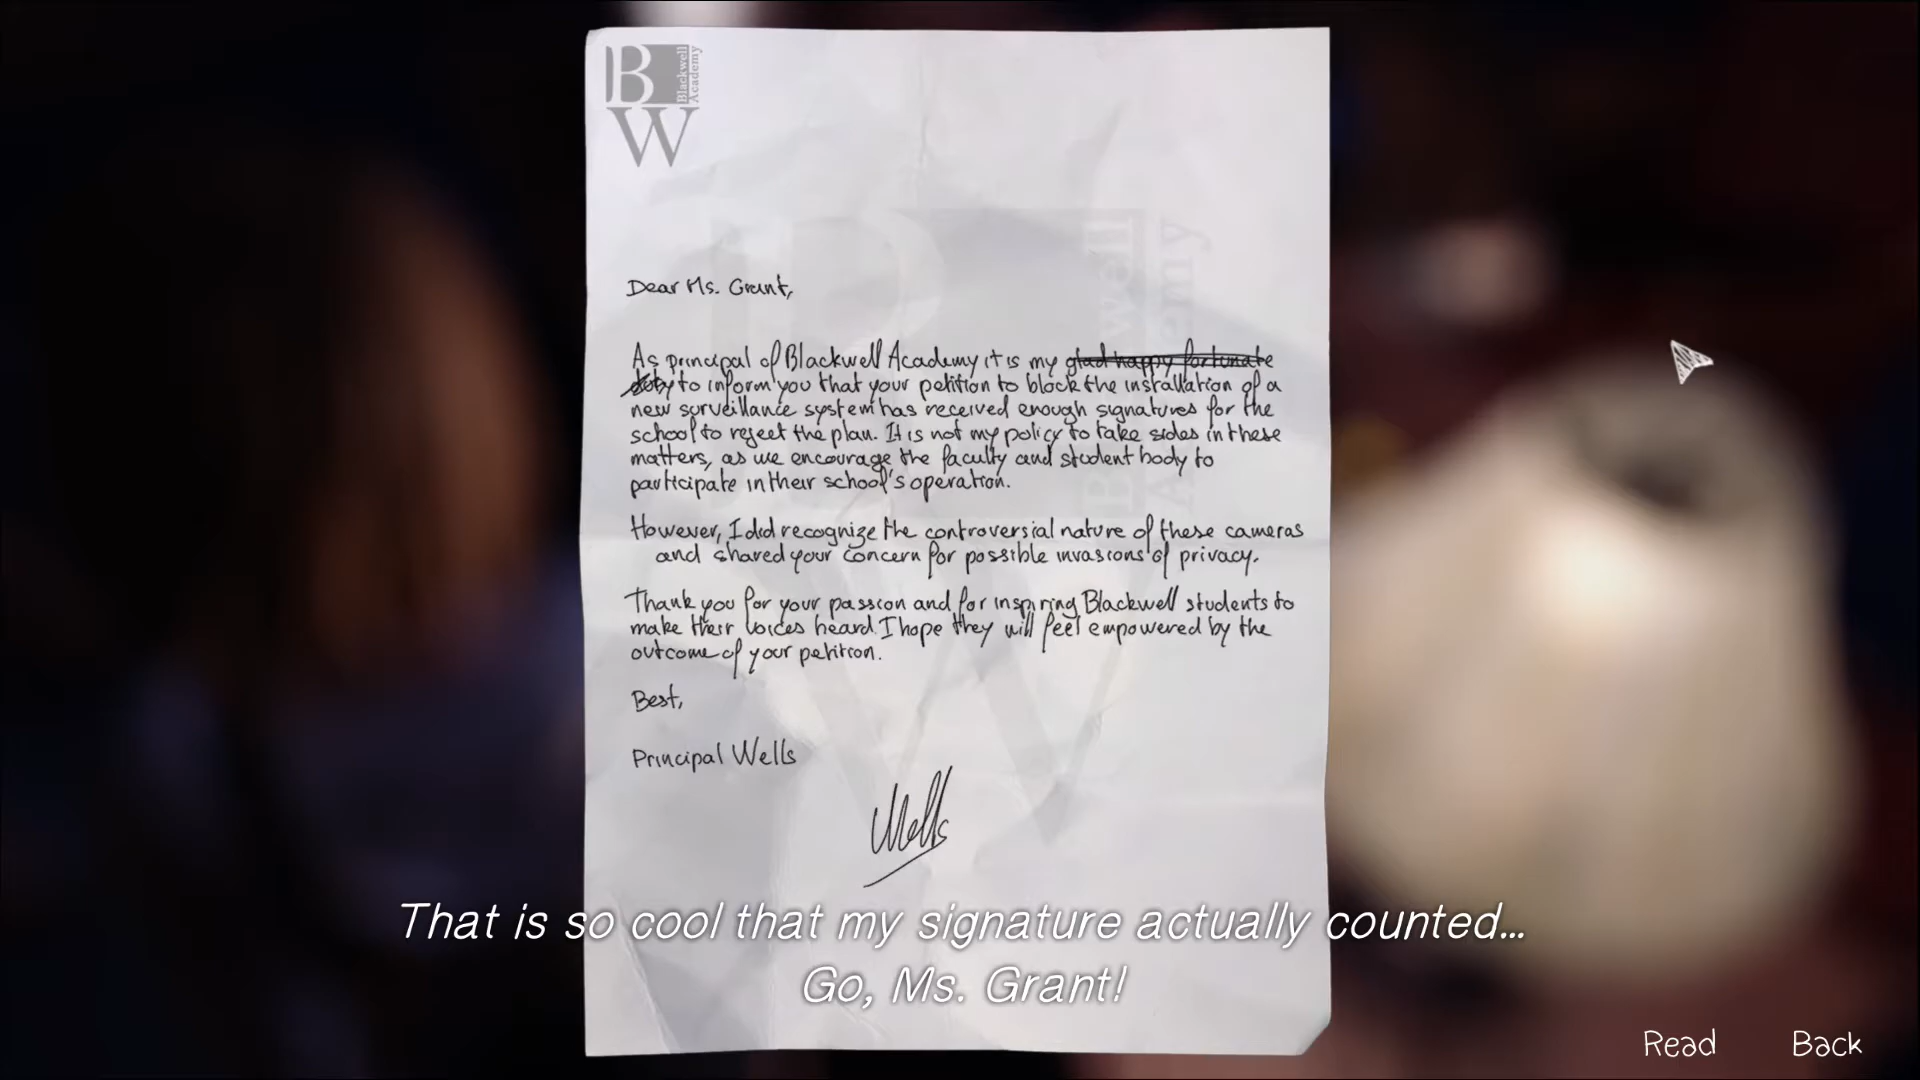 B
Blackwell
Academy
W
Dear Ms. Grant,
As principal of Blackwell Academy it is my glad happy fortunate
duty to inform you that your petition to block the installation of a
new surveillance system has received enough signatures for the
school to reject the plan. It is not my policy to take sides in these
matters, as we encourage the faculty and student body to
participate in their school's operation.
However, I did recognize the controversial nature of these cameras
and shared your concern for possible invasions of privacy.
Thank you for your passion and for inspiring Blackwell students to
make their voices heard. I hope they will feel empowered by the
outcome of your petition.
Best,
Principal Wells
Wells
That is so cool that my signature actually counted...
Go, Ms. Grant!
Read Back